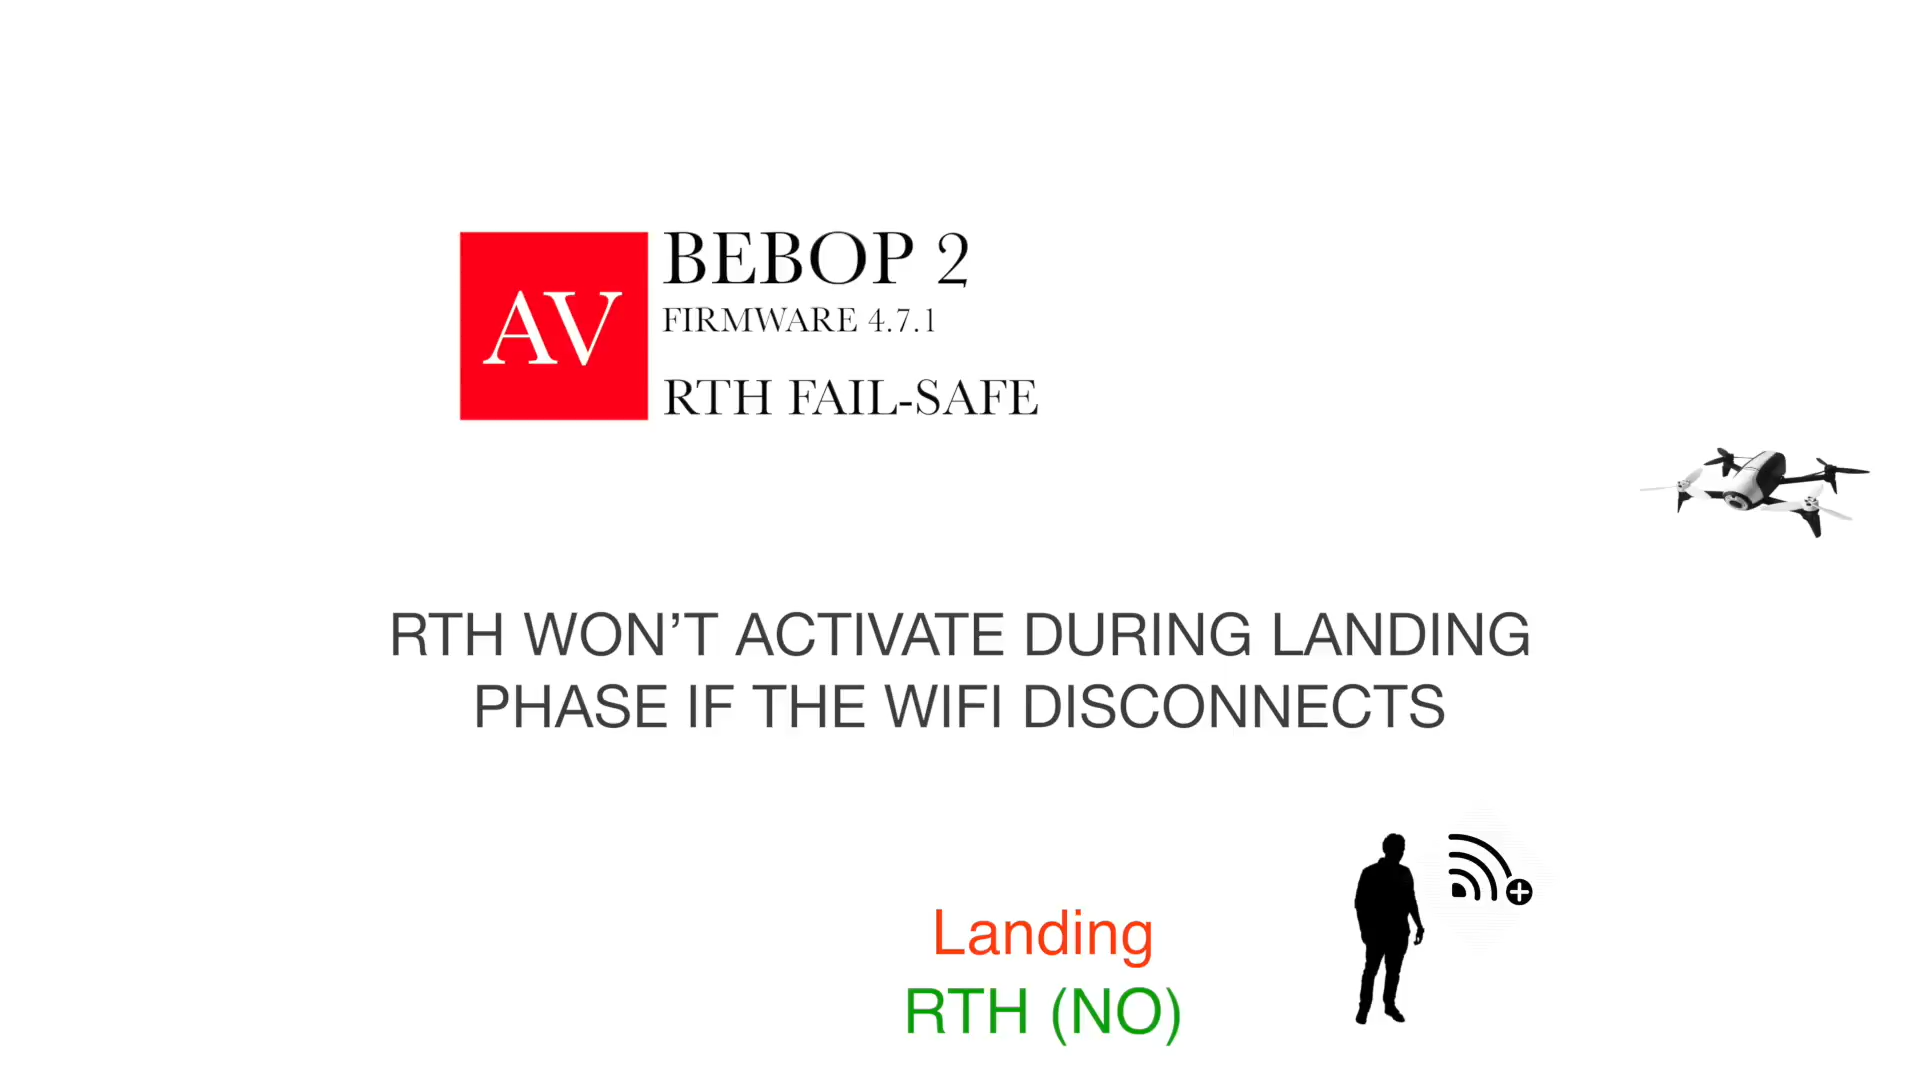 AV
BEBOP 2
FIRMWARE 4.7.1
RTH FAIL-SAFE
RTH WON’T ACTIVATE DURING LANDING
PHASE IF THE WIFI DISCONNECTS
Landing
RTH (NO)